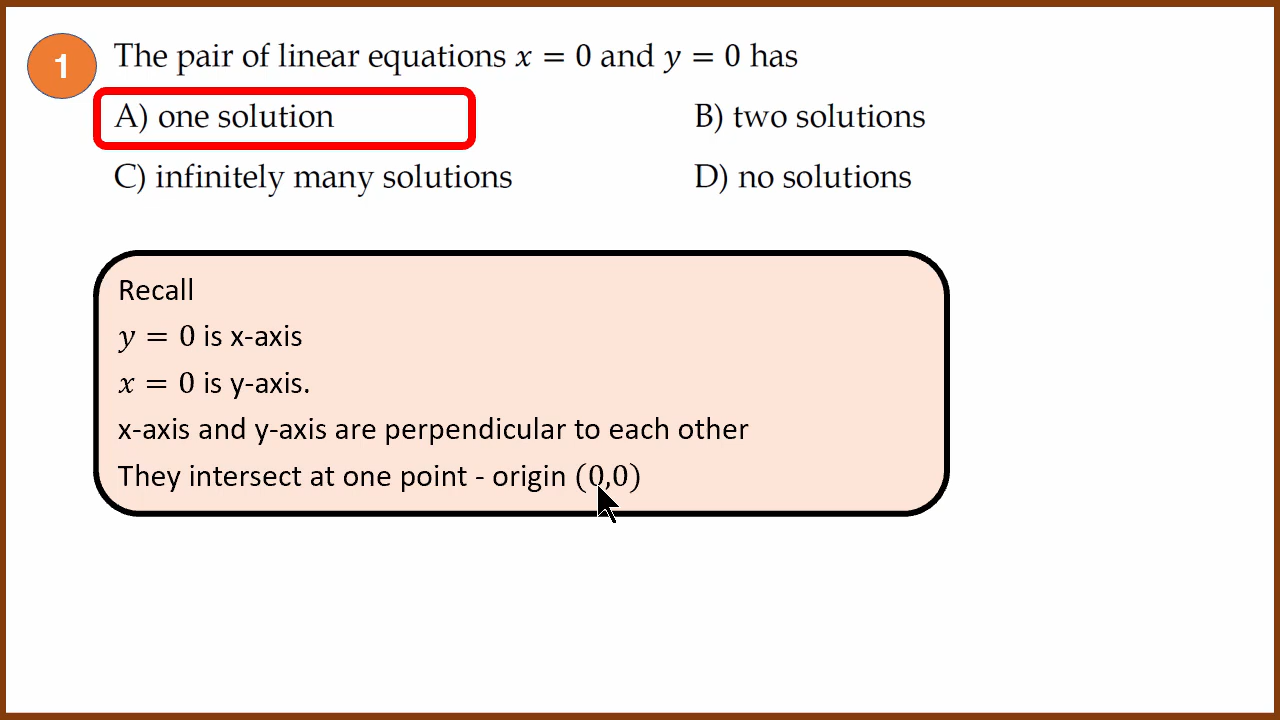 1
The pair of linear equations x = 0 and y = 0 has
A) one solution
B) two solutions
C) infinitely many solutions
D) no solutions
Recall
y = 0 is x-axis
x = 0 is y-axis.
x-axis and y-axis are perpendicular to each other
They intersect at one point - origin (0,0)